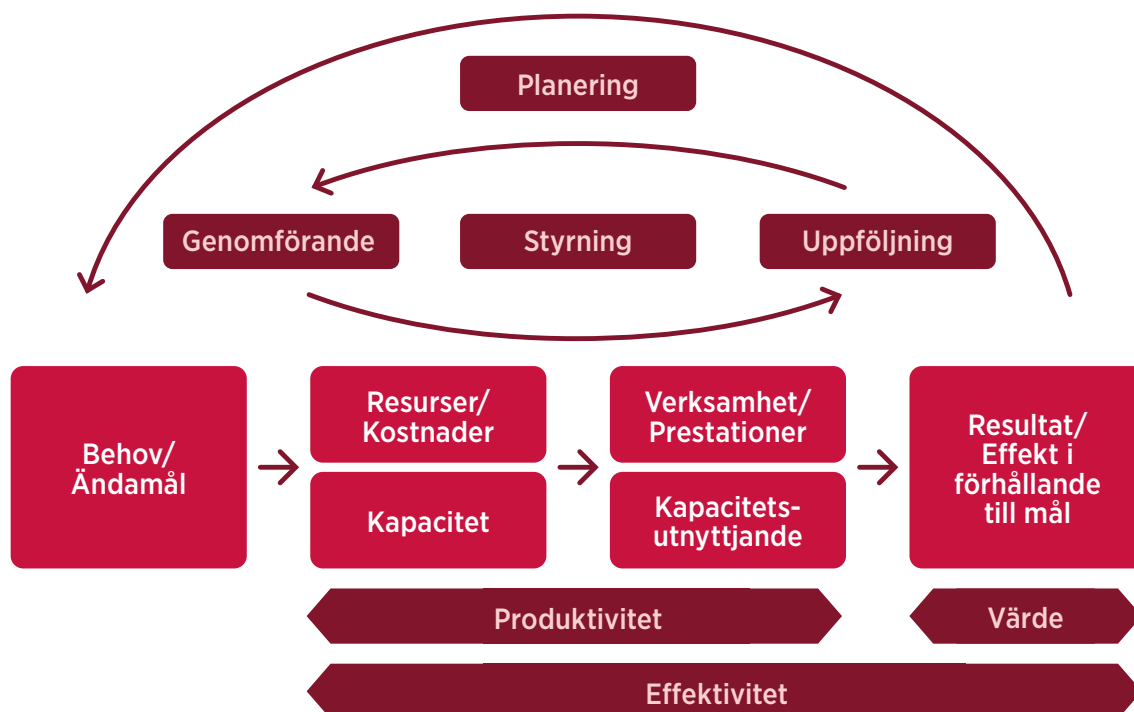 Planering
Genomförande
Styrning
Uppföljning
Behov/
Ändamål
Resurser/
Kostnader
Kapacitet
Verksamhet/
Prestationer
Kapacitets-
utnyttjande
Resultat/
Effekt i
förhållande
till mål
Produktivitet
Värde
Effektivitet